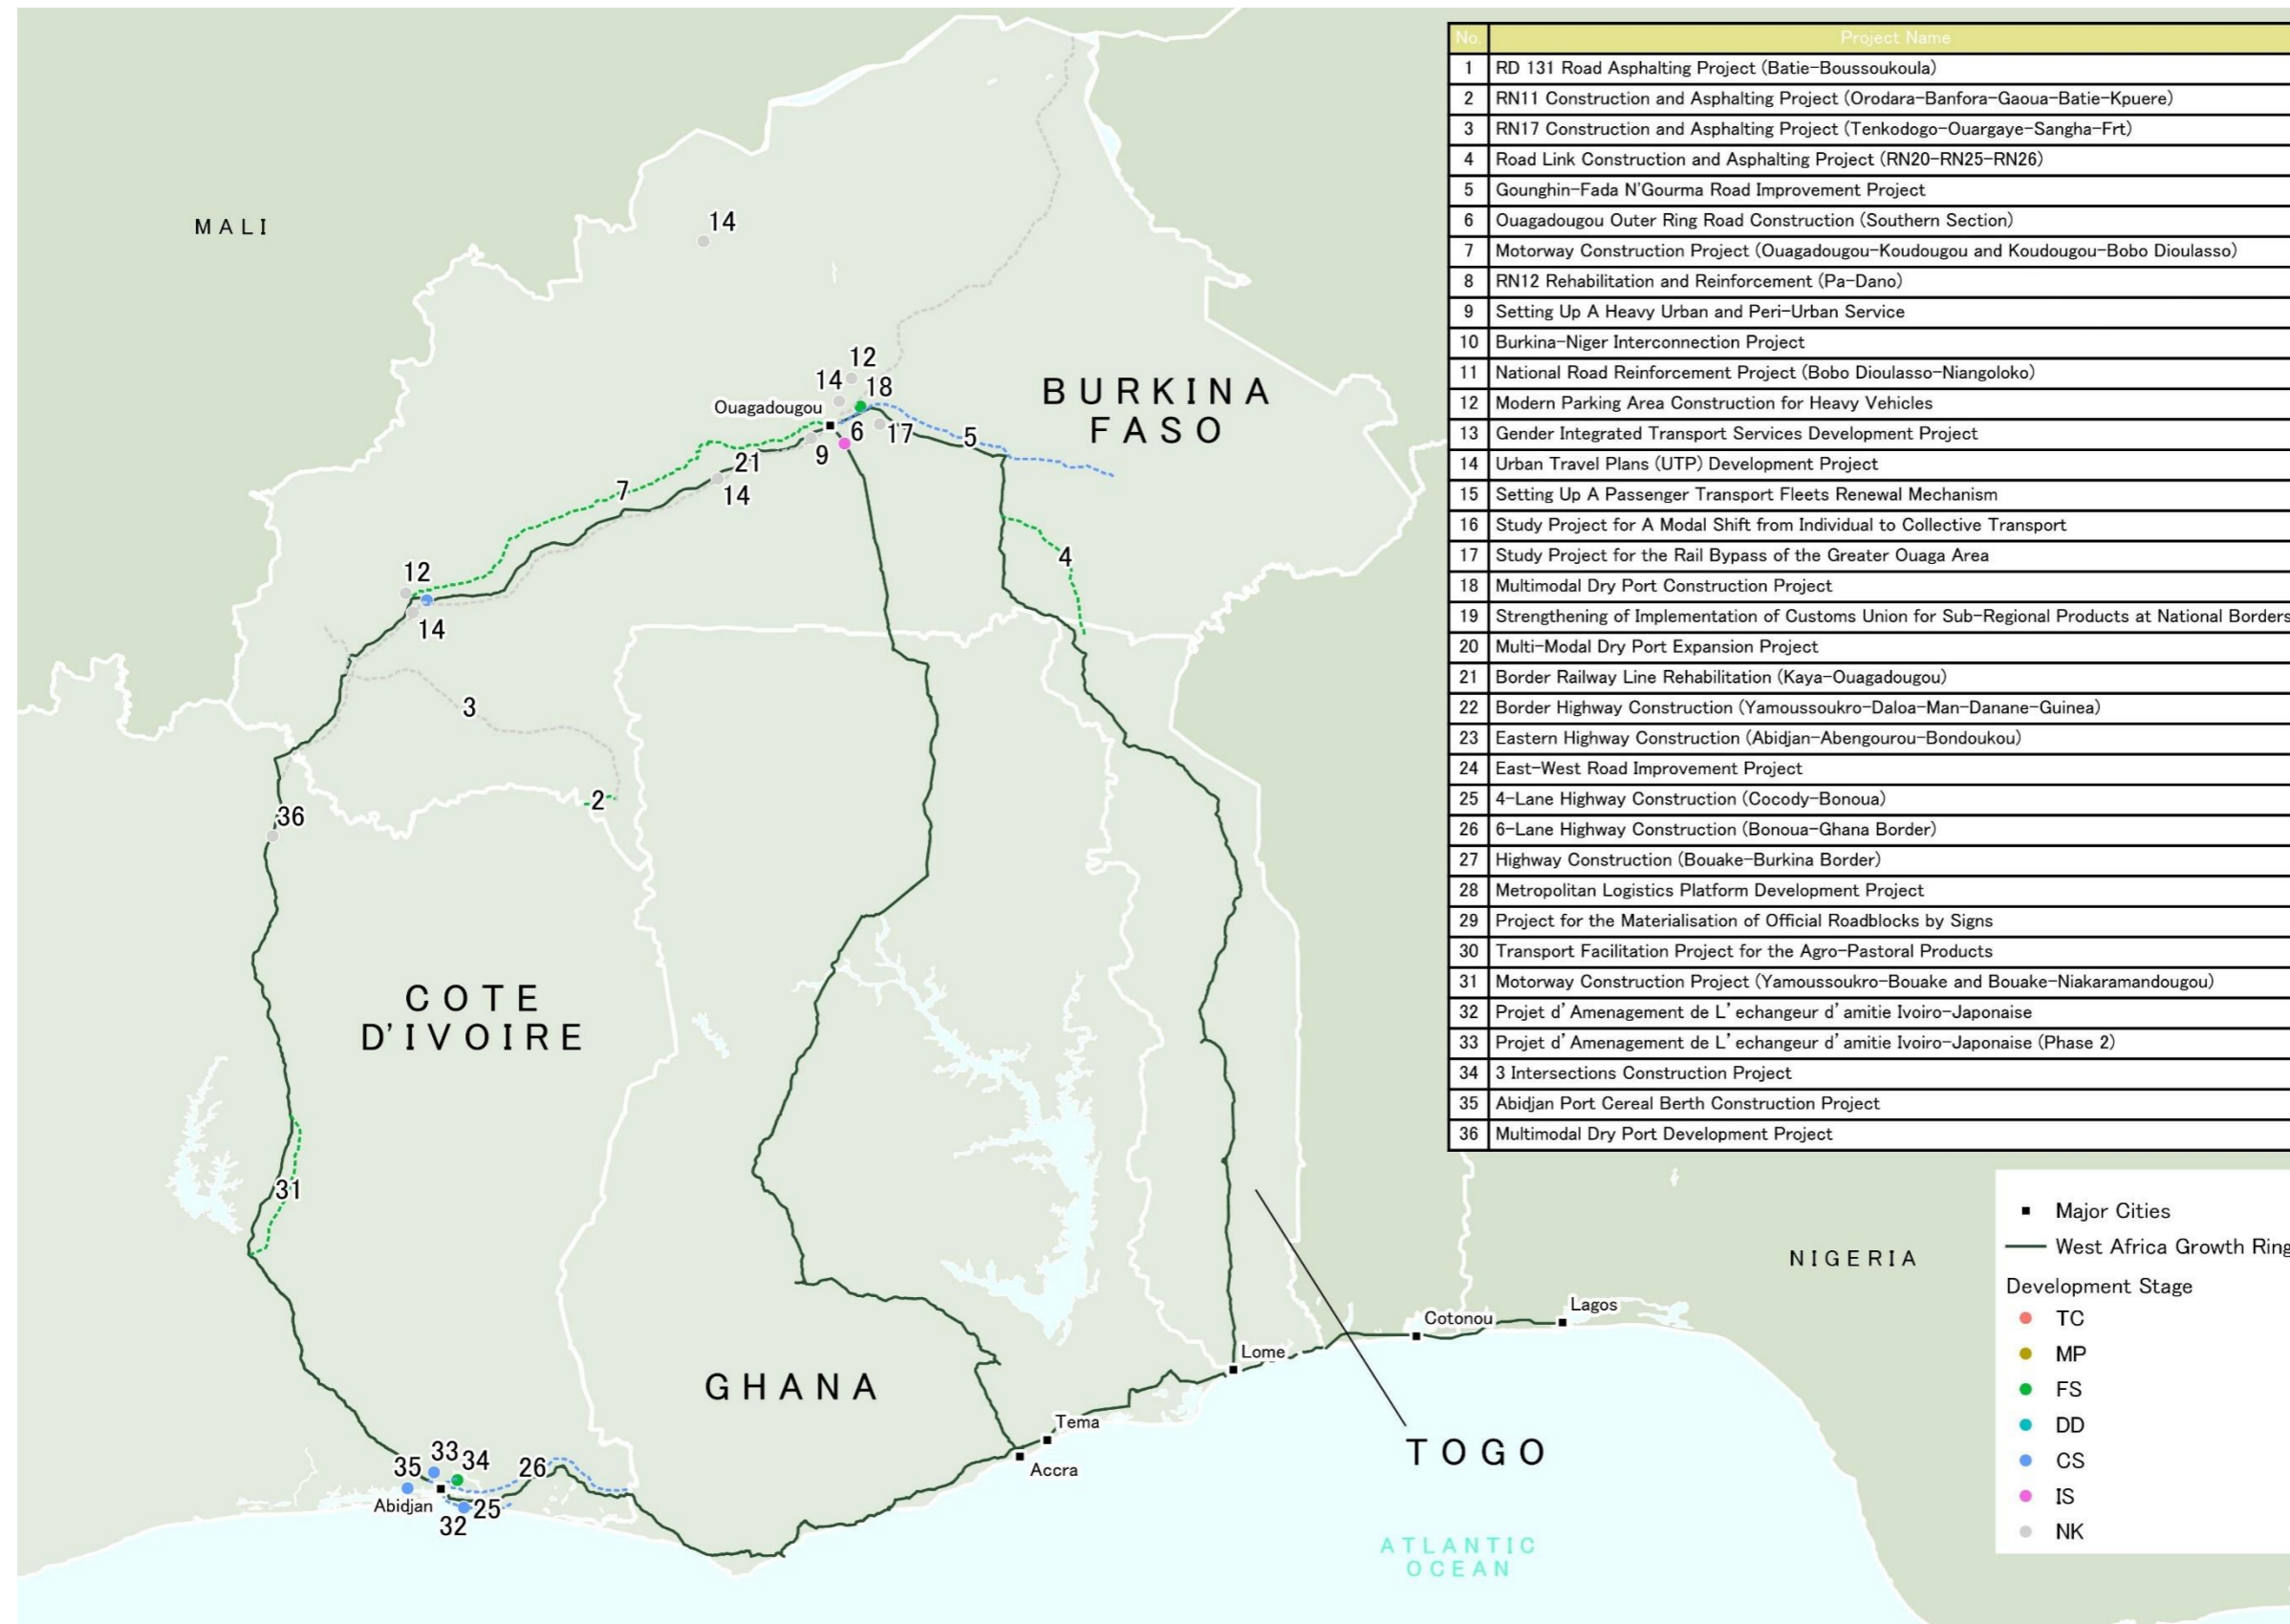 No. Project Name
1 RD 131 Road Asphalting Project (Batie-Boussoukoula)
2 RN11 Construction and Asphalting Project (Orodara-Banfora-Gaoua-Batie-Kpuere)
3 RN17 Construction and Asphalting Project (Tenkodogo-Ouargaye-Sangha-Frt)
4 Road Link Construction and Asphalting Project (RN20-RN25-RN26)
5 Gounghin-Fada N'Gourma Road Improvement Project
6 Ouagadougou Outer Ring Road Construction (Southern Section)
7 Motorway Construction Project (Ouagadougou-Koudougou and Koudougou-Bobo Dioulasso)
8 RN12 Rehabilitation and Reinforcement (Pa-Dano)
9 Setting Up A Heavy Urban and Peri-Urban Service
10 Burkina-Niger Interconnection Project
11 National Road Reinforcement Project (Bobo Dioulasso-Niangoloko)
12 Modern Parking Area Construction for Heavy Vehicles
13 Gender Integrated Transport Services Development Project
14 Urban Travel Plans (UTP) Development Project
15 Setting Up A Passenger Transport Fleets Renewal Mechanism
16 Study Project for A Modal Shift from Individual to Collective Transport
17 Study Project for the Rail Bypass of the Greater Ouaga Area
18 Multimodal Dry Port Construction Project
19 Strengthening of Implementation of Customs Union for Sub-Regional Products at National Borders
20 Multi-Modal Dry Port Expansion Project
21 Border Railway Line Rehabilitation (Kaya-Ouagadougou)
22 Border Highway Construction (Yamoussoukro-Daloa-Man-Danane-Guinea)
23 Eastern Highway Construction (Abidjan-Abengourou-Bondoukou)
24 East-West Road Improvement Project
25 4-Lane Highway Construction (Cocody-Bonoua)
26 6-Lane Highway Construction (Bonoua-Ghana Border)
27 Highway Construction (Bouake-Burkina Border)
28 Metropolitan Logistics Platform Development Project
29 Project for the Materialisation of Official Roadblocks by Signs
30 Transport Facilitation Project for the Agro-Pastoral Products
31 Motorway Construction Project (Yamoussoukro-Bouake and Bouake-Niakaramandougou)
32 Projet d'Amenagement de L'echangeur d'amitie Ivoiro-Japonaise
33 Projet d'Amenagement de L'echangeur d'amitie Ivoiro-Japonaise (Phase 2)
34 3 Intersections Construction Project
35 Abidjan Port Cereal Berth Construction Project
36 Multimodal Dry Port Development Project
MALI
14
12
14
18
Ouagadougou
6
17
5
9
BURKINA
FASO
21
14
7
4
12
14
3
2
36
COTE
D'IVOIRE
31
GHANA
TOGO
NIGERIA
Lagos
Cotonou
Lome
Tema
Accra
33
34
35
26
Abidjan
25
32
ATLANTIC
OCEAN
Major Cities
West Africa Growth Ring
Development Stage
TC
MP
FS
DD
CS
IS
NK